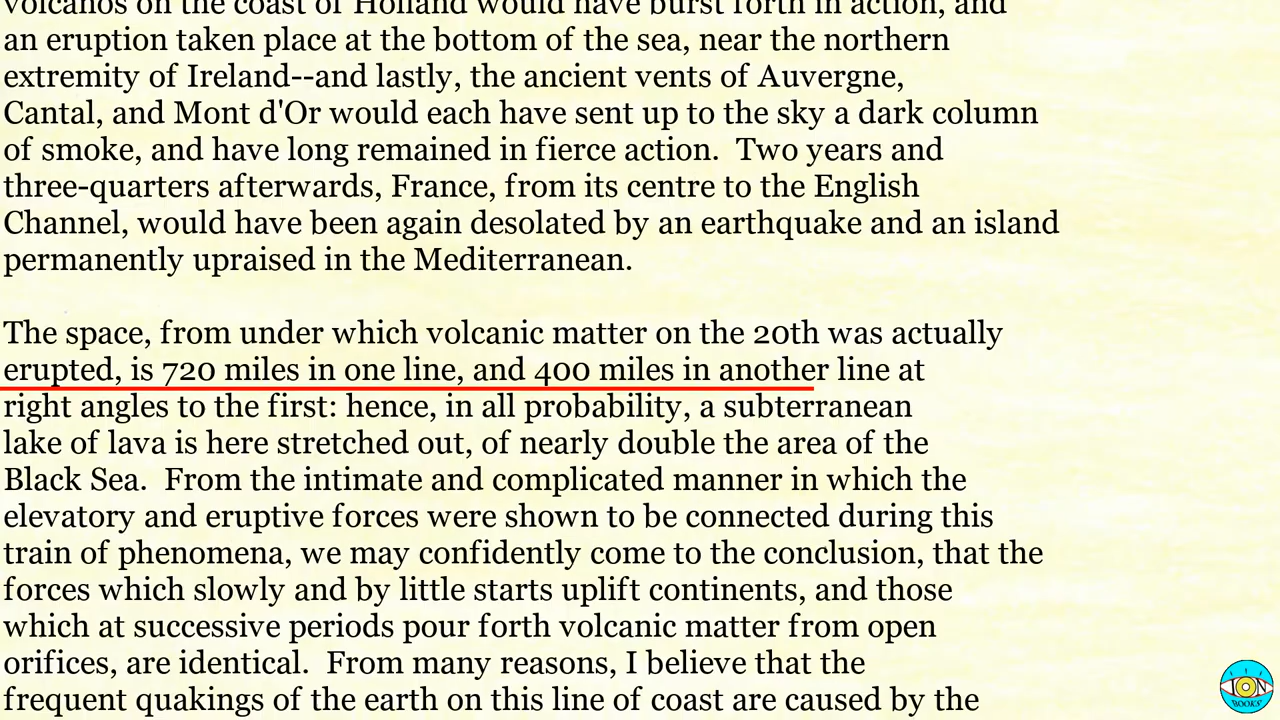 volcanos on the coast of Holland would have burst forth in action, and
an eruption taken place at the bottom of the sea, near the northern
extremity of Ireland--and lastly, the ancient vents of Auvergne,
Cantal, and Mont d'Or would each have sent up to the sky a dark column
of smoke, and have long remained in fierce action.  Two years and
three-quarters afterwards, France, from its centre to the English
Channel, would have been again desolated by an earthquake and an island
permanently upraised in the Mediterranean.
The space, from under which volcanic matter on the 20th was actually
erupted, is 720 miles in one line, and 400 miles in another line at
right angles to the first: hence, in all probability, a subterranean
lake of lava is here stretched out, of nearly double the area of the
Black Sea.  From the intimate and complicated manner in which the
elevatory and eruptive forces were shown to be connected during this
train of phenomena, we may confidently come to the conclusion, that the
forces which slowly and by little starts uplift continents, and those
which at successive periods pour forth volcanic matter from open
orifices, are identical.  From many reasons, I believe that the
frequent quakings of the earth on this line of coast are caused by the
ION
BOOKS